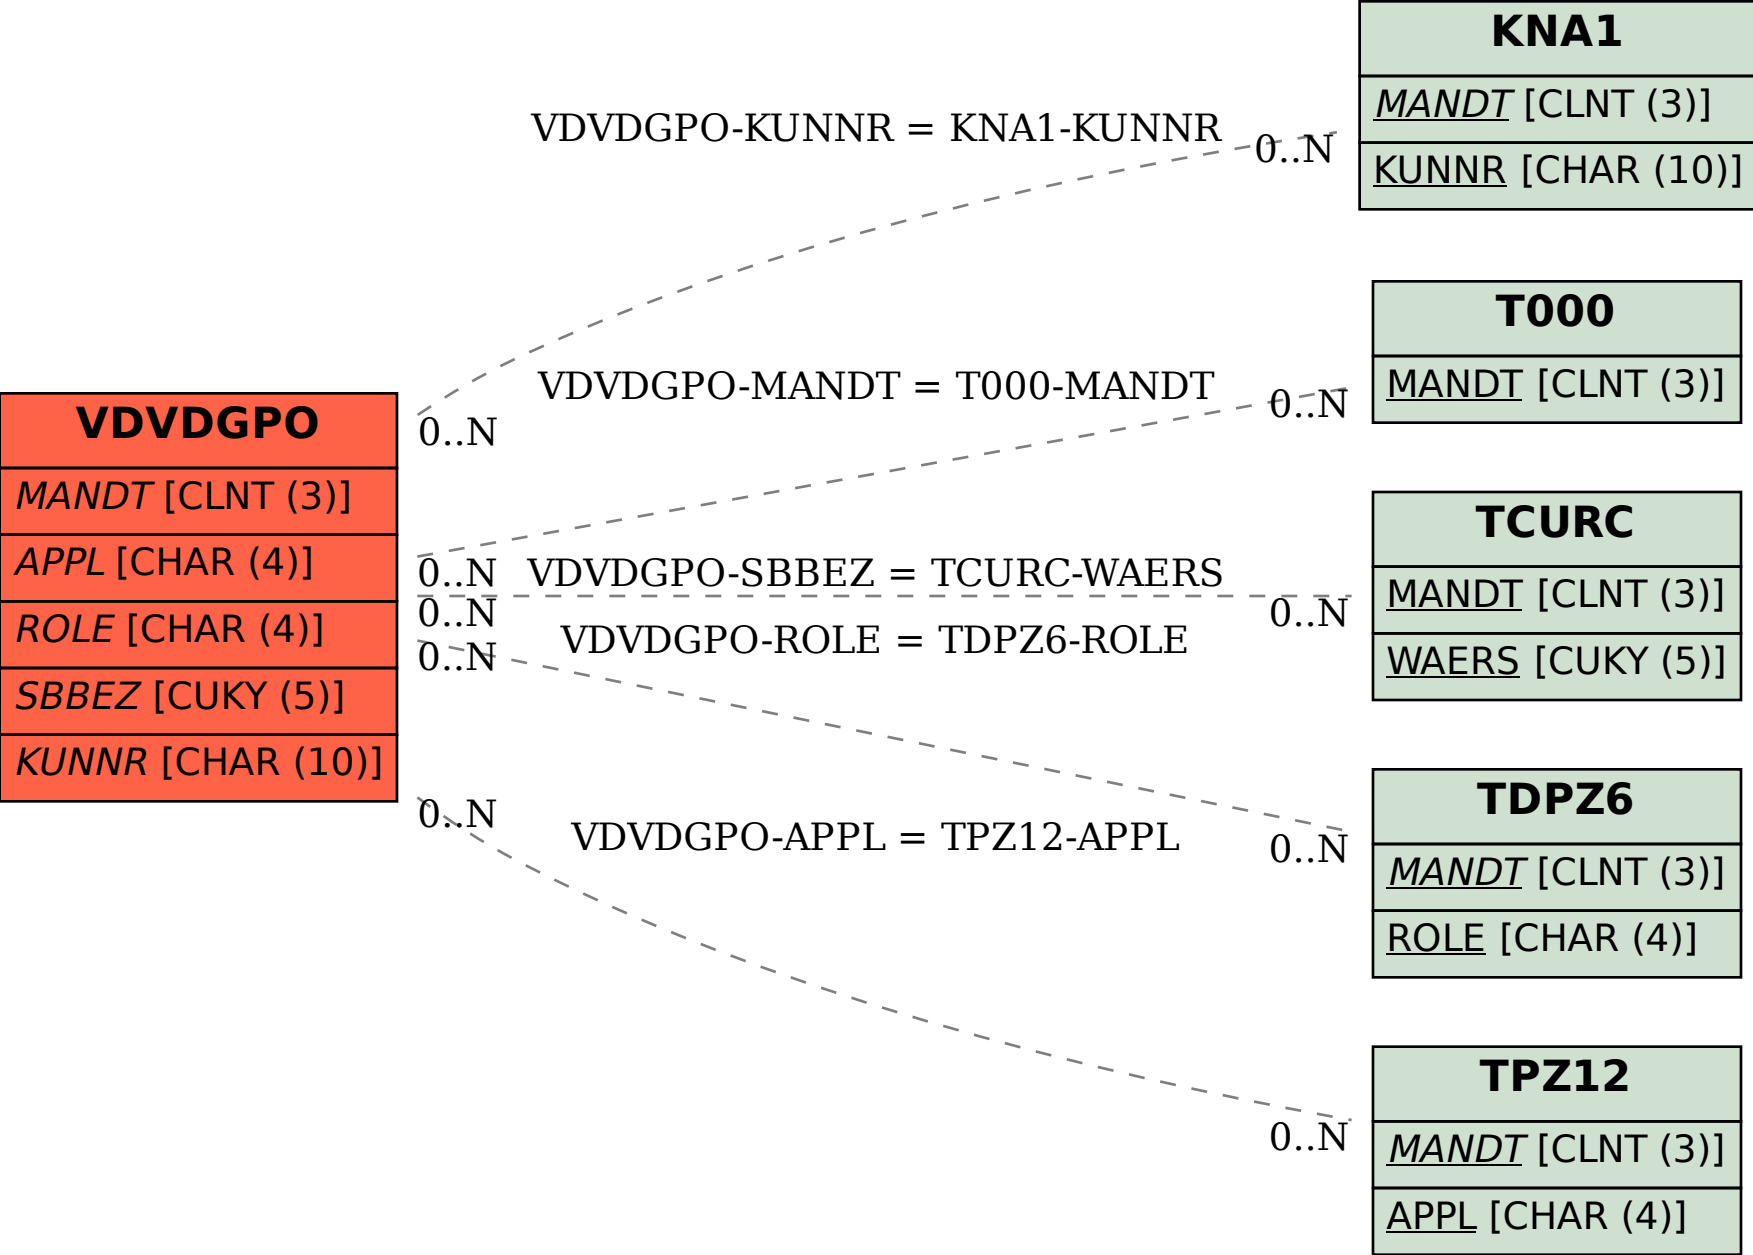 VDVDGPO
MANDT [CLNT (3)]
APPL [CHAR (4)]
ROLE [CHAR (4)]
SBBEZ [CUKY (5)]
KUNNR [CHAR (10)]
VDVDGPO-KUNNR = KNA1-KUNNR
0..N
0..N
VDVDGPO-MANDT = T000-MANDT
0..N
0..N
VDVDGPO-SBBEZ = TCURC-WAERS
0..N
0..N
VDVDGPO-ROLE = TDPZ6-ROLE
0..N
0..N
VDVDGPO-APPL = TPZ12-APPL
0..N
0..N
KNA1
MANDT [CLNT (3)]
KUNNR [CHAR (10)]
T000
MANDT [CLNT (3)]
TCURC
MANDT [CLNT (3)]
WAERS [CUKY (5)]
TDPZ6
MANDT [CLNT (3)]
ROLE [CHAR (4)]
TPZ12
MANDT [CLNT (3)]
APPL [CHAR (4)]